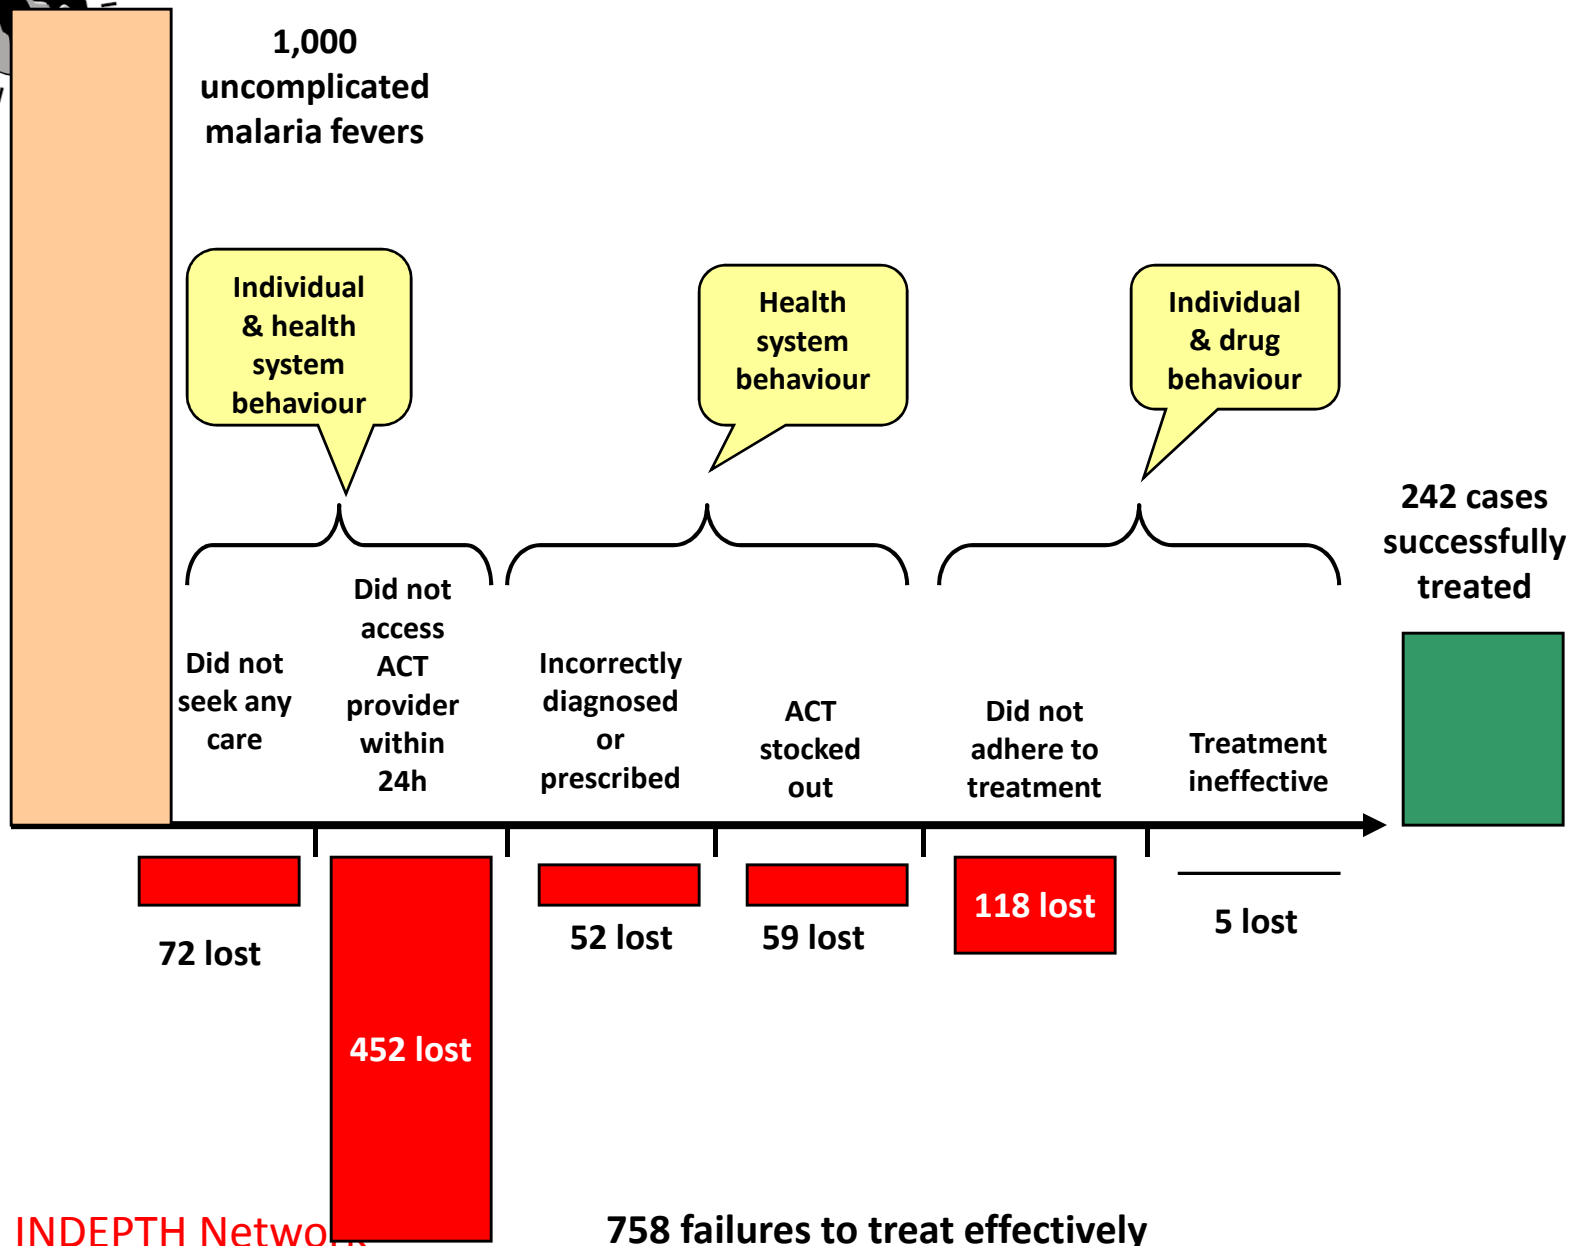 1,000
uncomplicated
malaria fevers
Individual
& health
system
behaviour
Health
system
behaviour
Individual
& drug
behaviour
242 cases
successfully
treated
Did not
seek any
care
Did not
access
ACT
provider
within
24h
Incorrectly
diagnosed
or
prescribed
ACT
stocked
out
Did not
adhere to
treatment
Treatment
ineffective
72 lost
452 lost
52 lost
59 lost
118 lost
5 lost
INDEPTH Network
758 failures to treat effectively